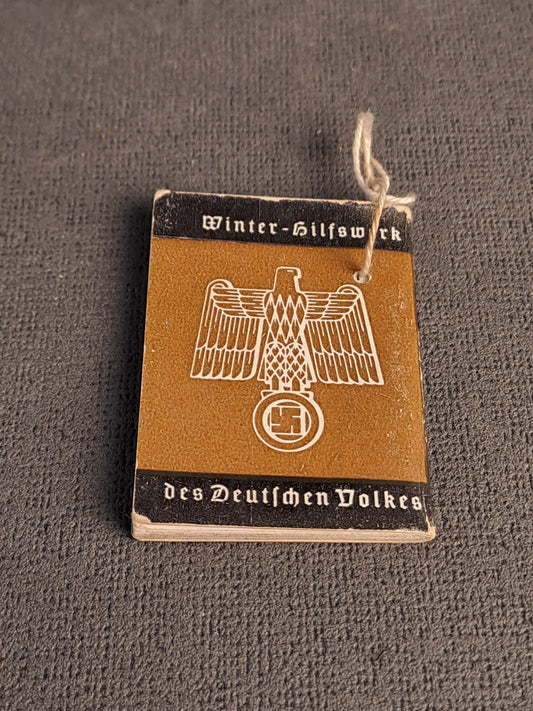 Winter-Hilfswerk
des Deutschen Volkes